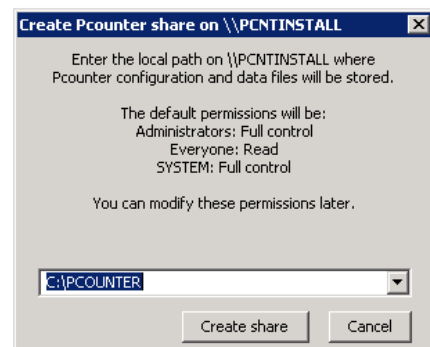 Create Pcounter share on \\PCNTINSTALL
Enter the local path on \\PCNTINSTALL where
Pcounter configuration and data files will be stored.
The default permissions will be:
Administrators: Full control
Everyone: Read
SYSTEM: Full control
You can modify these permissions later.
C:\PCOUNTER
Create share Cancel